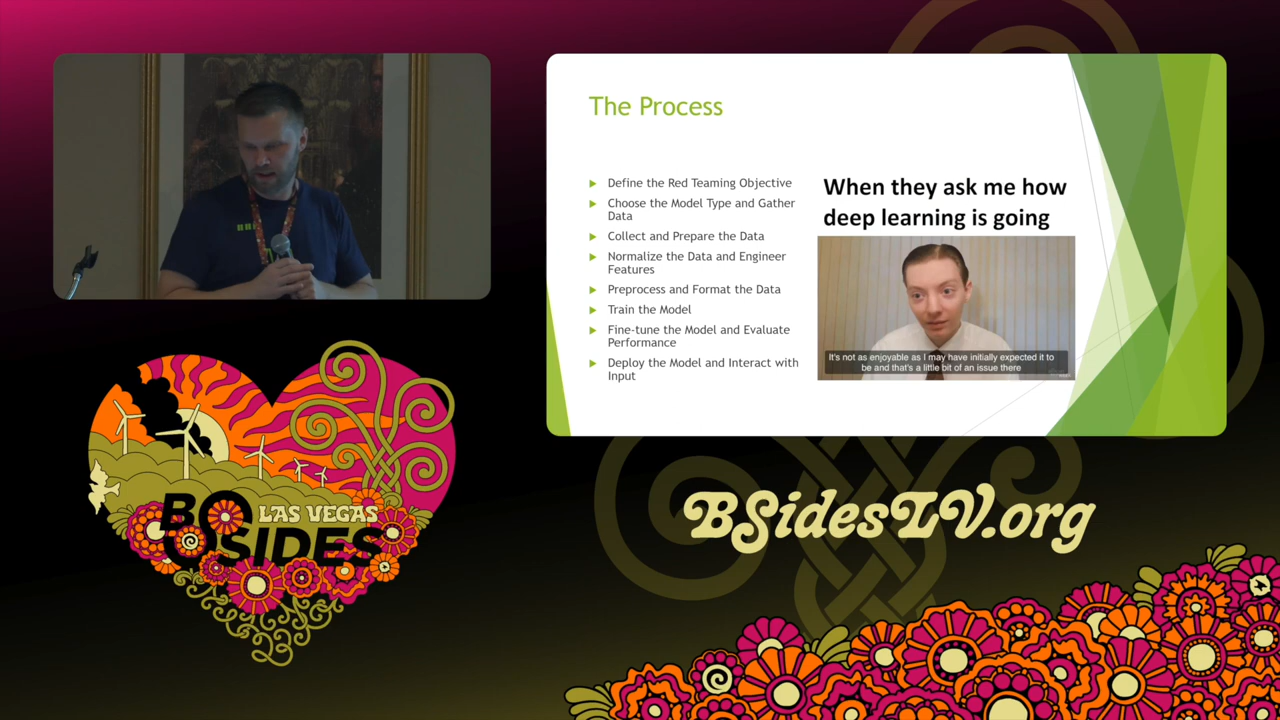 The Process
Define the Red Teaming Objective
Choose the Model Type and Gather
Data
Collect and Prepare the Data
Normalize the Data and Engineer
Features
Preprocess and Format the Data
Train the Model
Fine-tune the Model and Evaluate
Performance
Deploy the Model and Interact with
Input
When they ask me how
deep learning is going
It's not as enjoyable as I may have initially expected it to
be and that's a little bit of an issue there
LAS VEGAS
BSIDES
BSidesLV.org